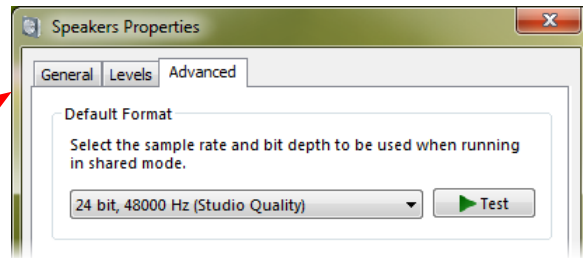 Speakers Properties
General Levels Advanced
Default Format
Select the sample rate and bit depth to be used when running
in shared mode.
24 bit, 48000 Hz (Studio Quality) Test